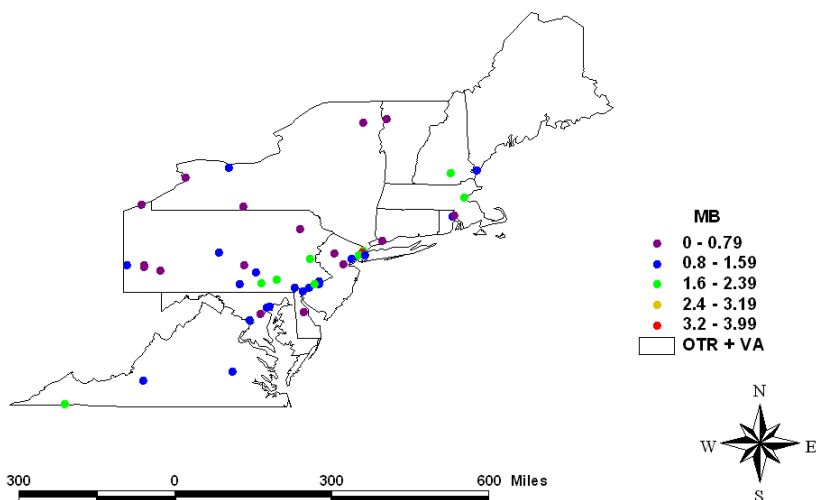 MB
0 - 0.79
0.8 - 1.59
1.6 - 2.39
2.4 - 3.19
3.2 - 3.99
OTR + VA
N
W E
S
300 0 300 600 Miles